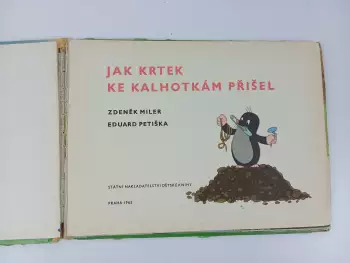 JAK KRTEK
KE KALHOTKÁM PŘIŠEL
ZDENĚK MILER
EDUARD PETIŠKA
STÁTNÍ NAKLADATELSTVÍ DĚTSKÉ KNIHY
PRAHA